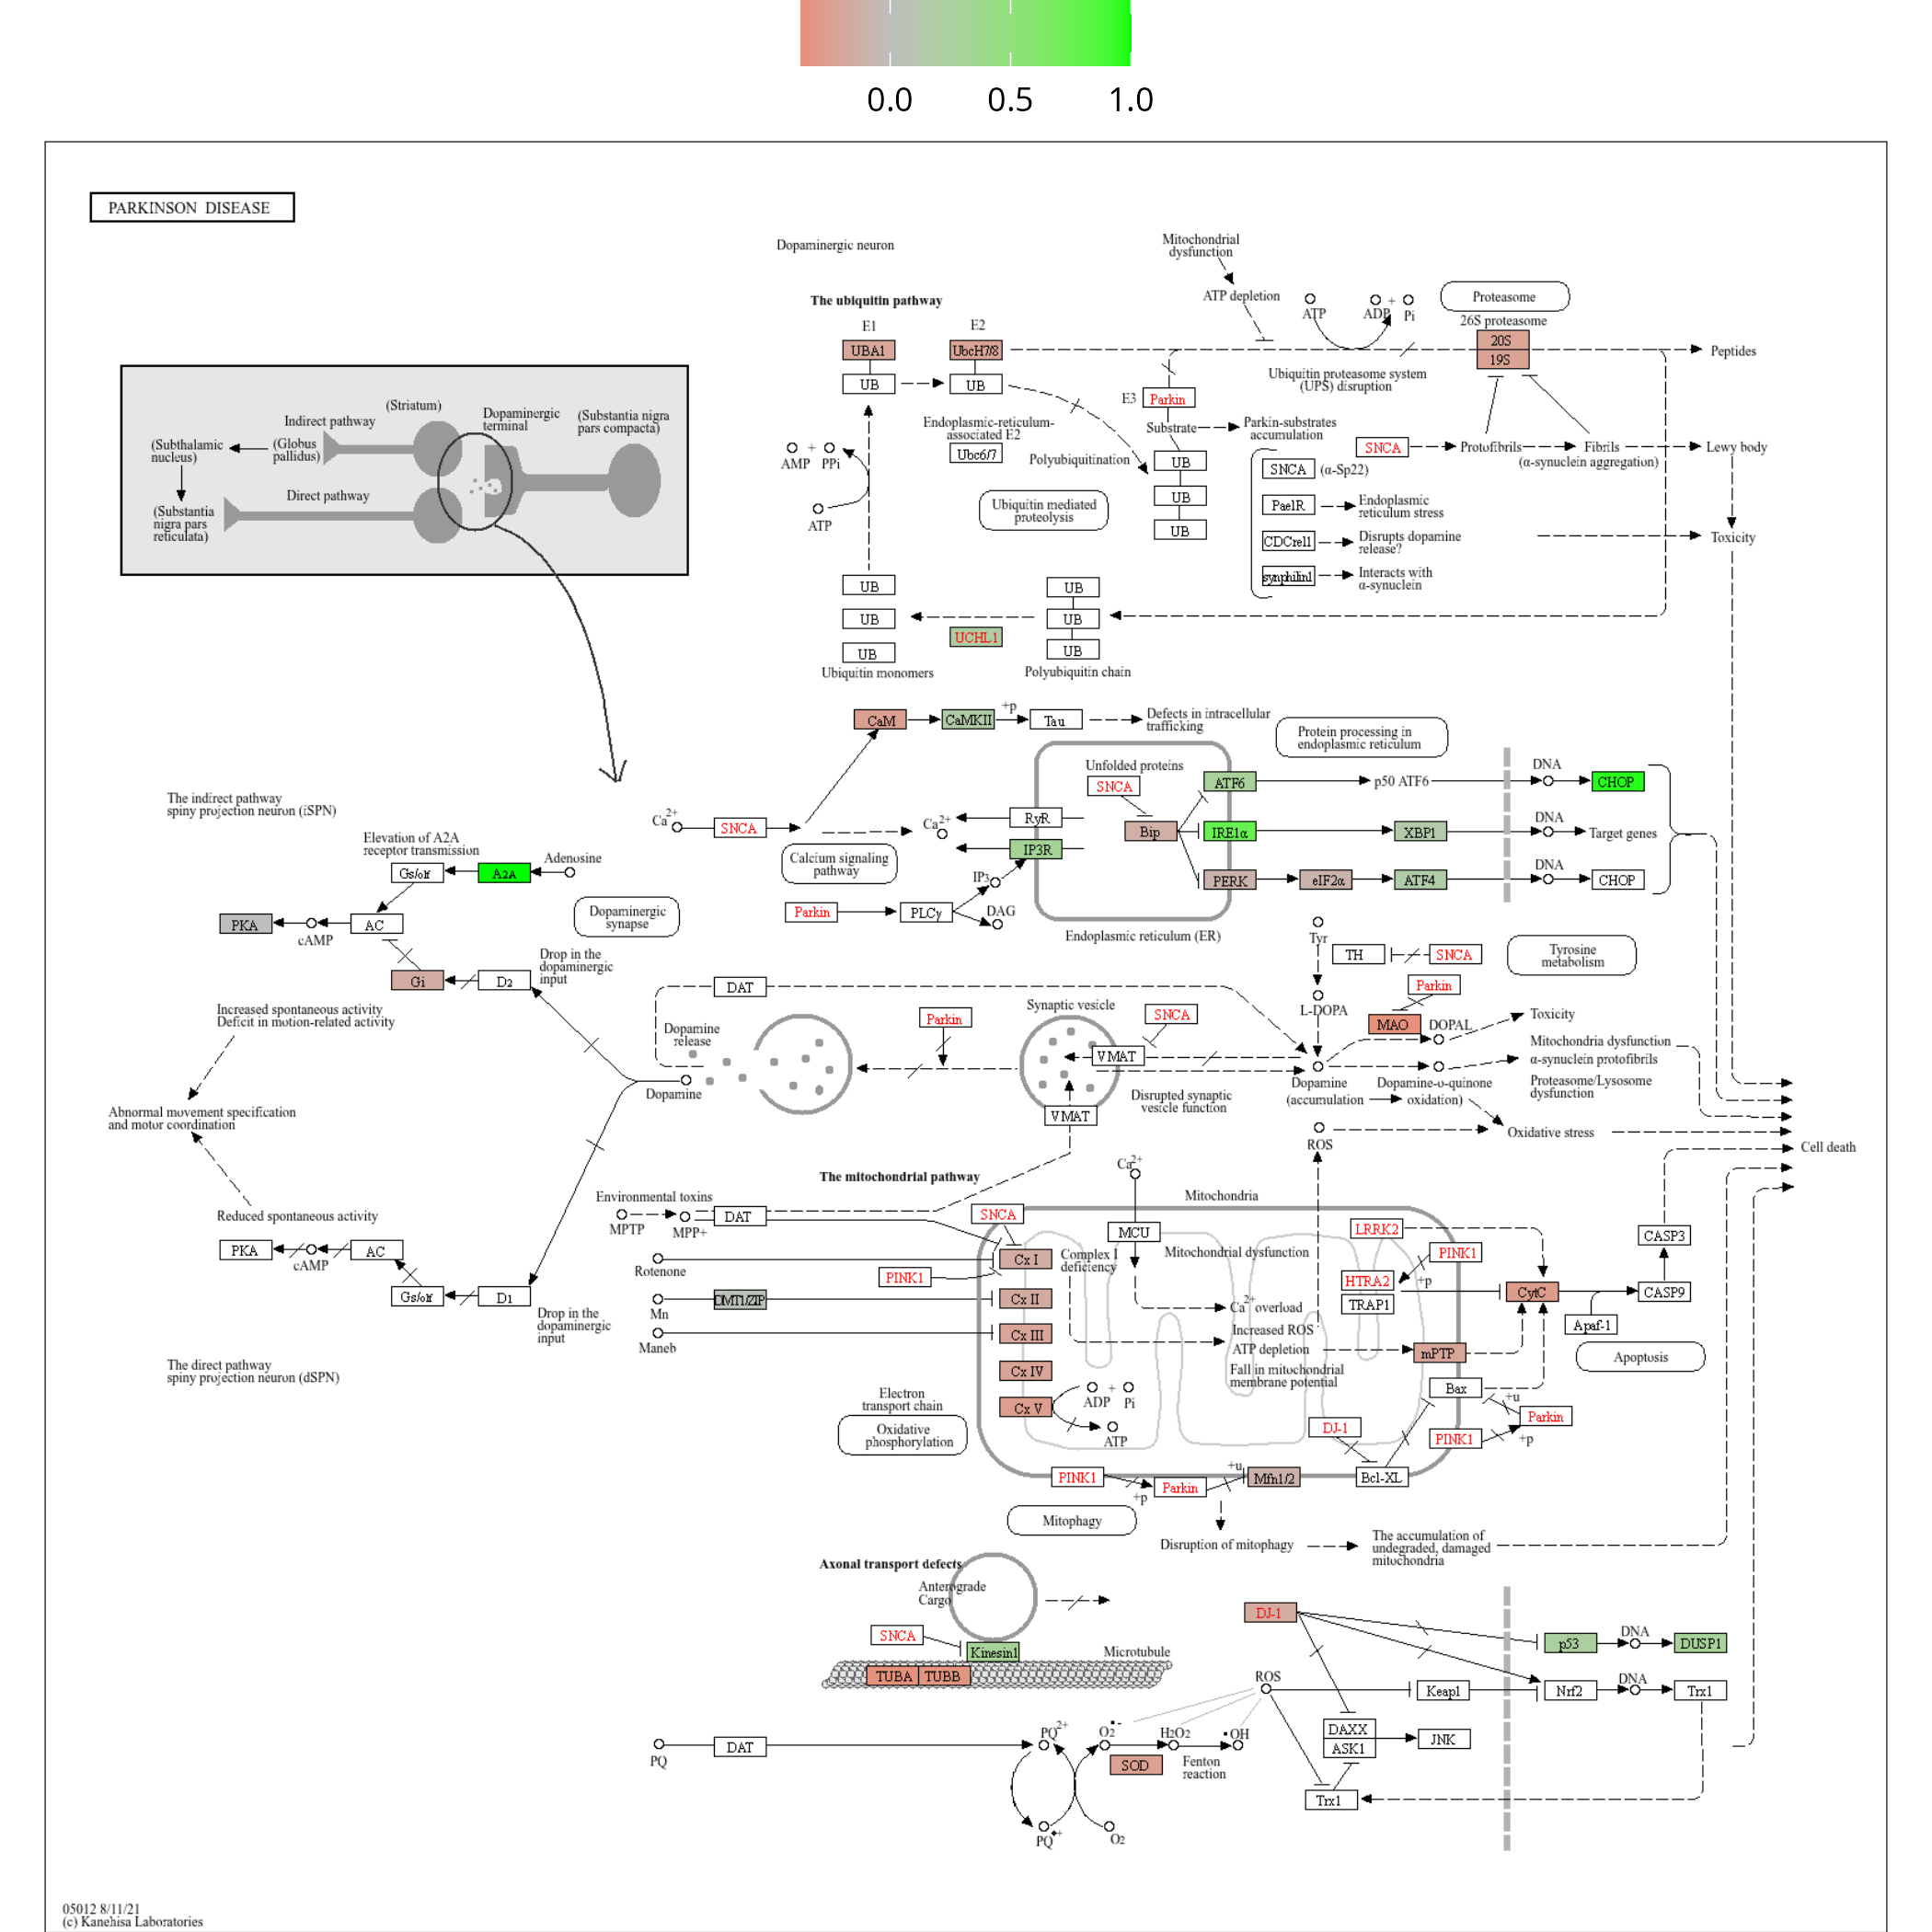 0.0 0.5 1.0
PARKINSON DISEASE
Dopaminergic neuron
Mitochondrial
dysfunction
ATP depletion
ATP
ADP + Pi
Proteasome
26S proteasome
The ubiquitin pathway
E1
E2
UBA1
UbcH7/8
20S
19S
Peptides
UB
UB
Ubiquitin proteasome system
(UPS) disruption
E3
Parkin
Endoplasmic-reticulum-
associated E2
Ubc6/7
Substrate
Parkin-substrates
accumulation
SNCA
Protofibrils
Fibrils
(α-synuclein aggregation)
Lewy body
AMP + PPi
ATP
Polyubiquitination
UB
UB
UB
SNCA (α-Sp22)
PaelR
Endoplasmic
reticulum stress
CDCrel1
Disrupts dopamine
release?
synphilin1
Interacts with
α-synuclein
Toxicity
Ubiquitin mediated
proteolysis
(Striatum)
Indirect pathway
Dopaminergic
terminal
(Substantia nigra
pars compacta)
(Subthalamic
nucleus)
(Globus
pallidus)
Direct pathway
(Substantia
nigra pars
reticulata)
UB
UB
UB
Ubiquitin monomers
UCHL1
UB
UB
UB
Polyubiquitin chain
CaM
CaMKII
+p
Tau
Defects in intracellular
trafficking
Protein processing in
endoplasmic reticulum
Unfolded proteins
SNCA
ATF6
p50 ATF6
DNA
CHOP
The indirect pathway
spiny projection neuron (iSPN)
Ca2+
SNCA
Ca2+
RyR
IP3R
Bip
IRE1α
XBP1
DNA
Target genes
Calcium signaling
pathway
IP3
DAG
PERK
eIF2α
ATF4
DNA
CHOP
Parkin
PLCγ
Endoplasmic reticulum (ER)
Elevation of A2A
receptor transmission
Gs/olf
A2A
Adenosine
Dopaminergic
synapse
PKA
cAMP
AC
Gi
D2
Drop in the
dopaminergic
input
Tyr
TH
SNCA
Tyrosine
metabolism
L-DOPA
Parkin
MAO
DOPAL
Toxicity
Increased spontaneous activity
Deficit in motion-related activity
DAT
Dopamine
release
Parkin
Synaptic vesicle
SNCA
VMAT
Mitochondria dysfunction
α-synuclein protofibrils
Proteasome/Lysosome
dysfunction
Dopamine
Dopamine
(accumulation
Dopamine-o-quinone
oxidation)
Disrupted synaptic
vesicle function
VMAT
Abnormal movement specification
and motor coordination
ROS
Oxidative stress
Cell death
The mitochondrial pathway
Ca2+
Mitochondria
Environmental toxins
MPTP
MPP+
DAT
SNCA
MCU
LRRK2
PINK1
CASP3
Reduced spontaneous activity
PKA
cAMP
AC
Gs/olf
D1
Drop in the
dopaminergic
input
Rotenone
PINK1
Cx I
Complex I
deficiency
Mitochondrial dysfunction
HTRA2
+p
TRAP1
CytC
CASP9
Mn
DMT1/ZIP
Cx II
Ca2+ overload
Apaf-1
Maneb
Cx III
Increased ROS
ATP depletion
mPTP
Apoptosis
Cx IV
Fall in mitochondrial
membrane potential
The direct pathway
spiny projection neuron (dSPN)
Electron
transport chain
Oxidative
phosphorylation
Cx V
ADP + Pi
ATP
Bax
+u
Parkin
DJ-1
PINK1
+p
PINK1
+p
Parkin
+u
Mfn1/2
Bcl-XL
Mitophagy
Disruption of mitophagy
The accumulation of
undegraded, damaged
mitochondria
Axonal transport defects
Anterograde
Cargo
SNCA
Kinesin1
Microtubule
TUBA
TUBB
DJ-1
p53
DNA
DUSP1
ROS
Keap1
Nrf2
DNA
Trx1
PQ
DAT
PQ2+
O2•-
H2O2
•OH
SOD
Fenton
reaction
DAXX
ASK1
JNK
Trx1
PQ•+
O2
05012 8/11/21
(c) Kanehisa Laboratories